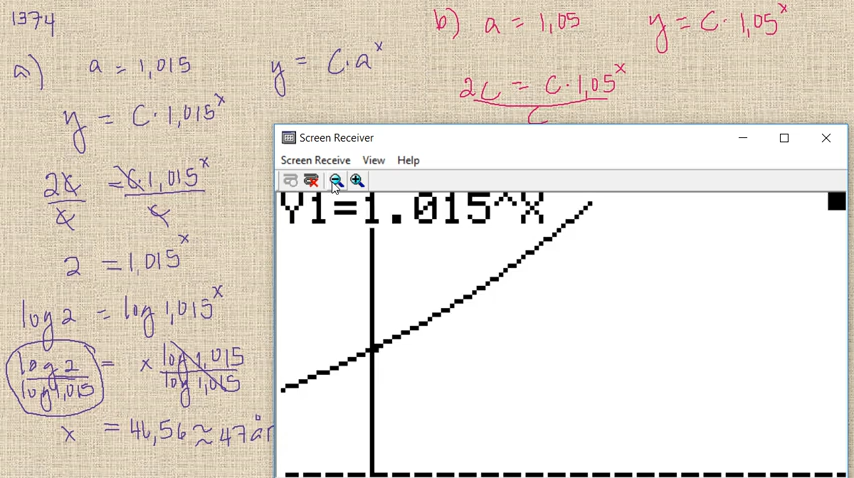 1374
a) a = 1,015 y = C·a^x
y = C·1,015^x
2C/C = C·1,015^x/C
2 = 1,015^x
log 2 = log 1,015^x
log 2/log 1,015 = x log 1,015/log 1,015
x = 46,56 ≈ 47 år
b) a = 1,05 y = C·1,05^x
2C = C·1,05^x
C
Screen Receiver
Screen Receive View Help
Y1=1.015^X